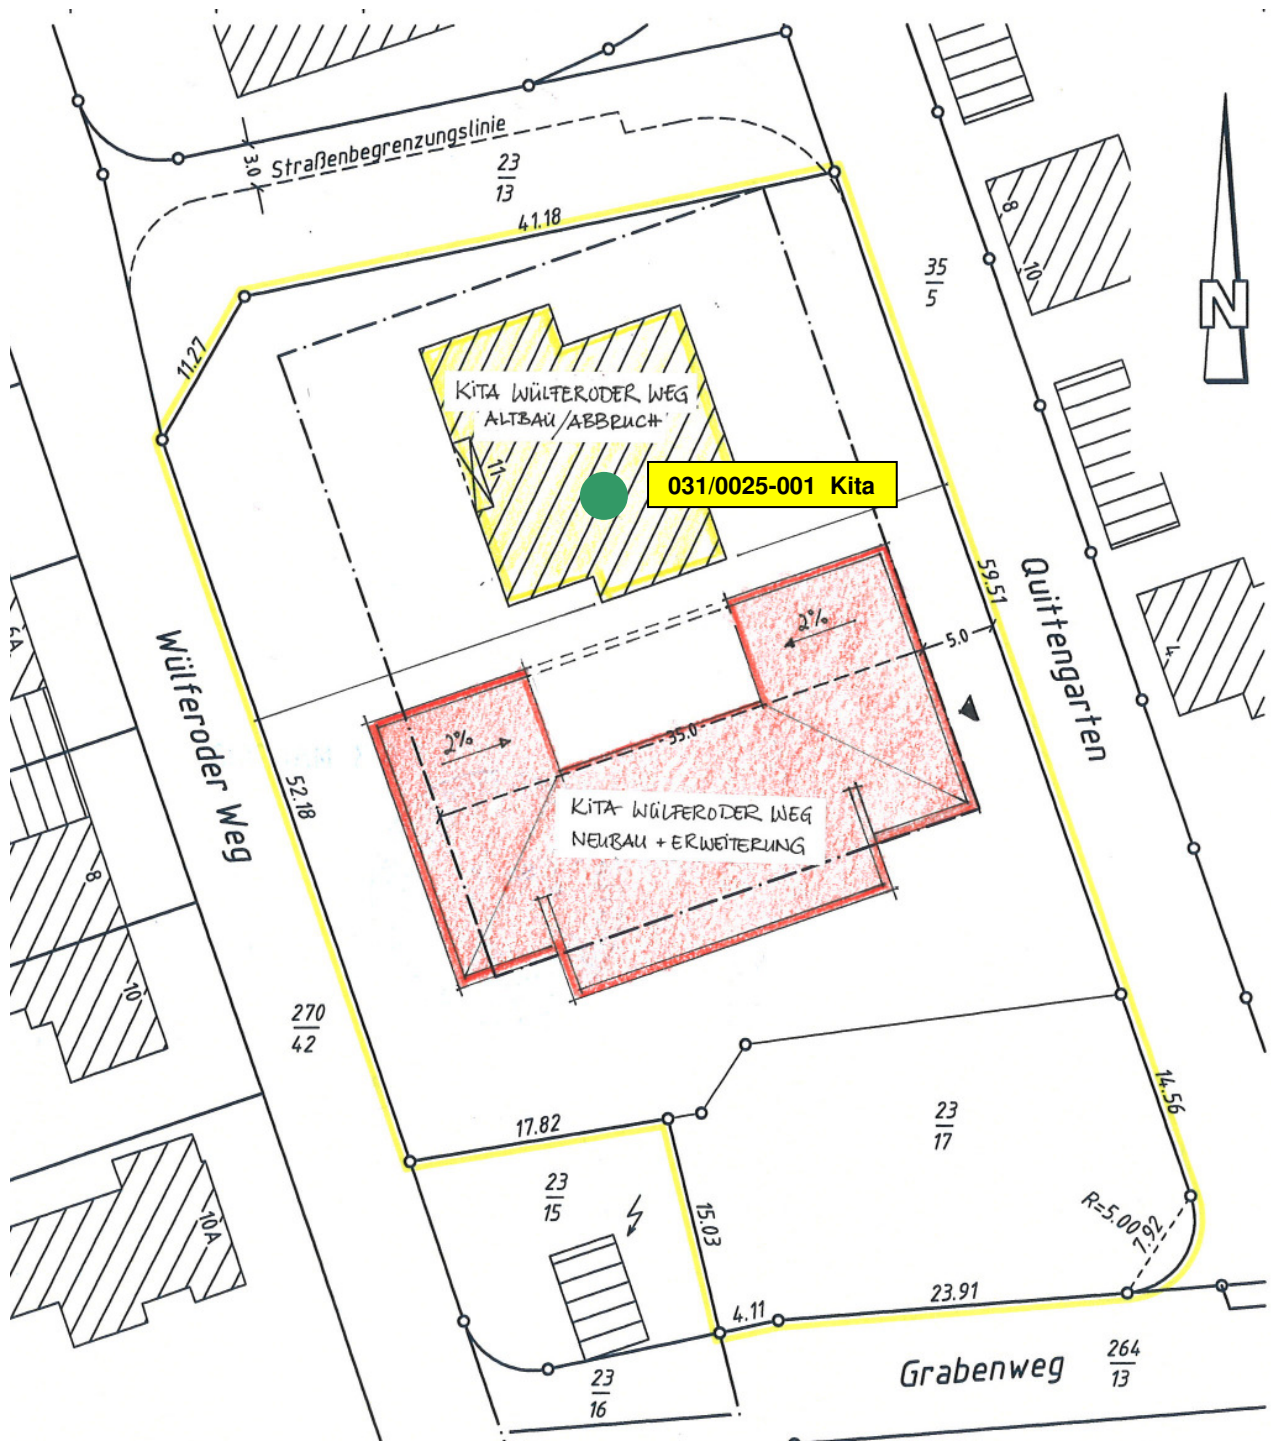 Straßenbegrenzungslinie
3.0
23
13
41.18
11.27
35
5
8
10
N
KITA WÜLFERODER WEG
ALTBAU/ABBRUCH
11
031/0025-001 Kita
59.51
Quittengarten
5.0
4
2%
2%
35.0
6A
Wülferoder Weg
52.18
KITA WÜLFERODER WEG
NEUBAU + ERWEITERUNG
8
10
270
42
14.56
17.82
23
17
23
15
15.03
R=5.00
7.92
10A
4.11
23.91
Grabenweg
264
13
23
16